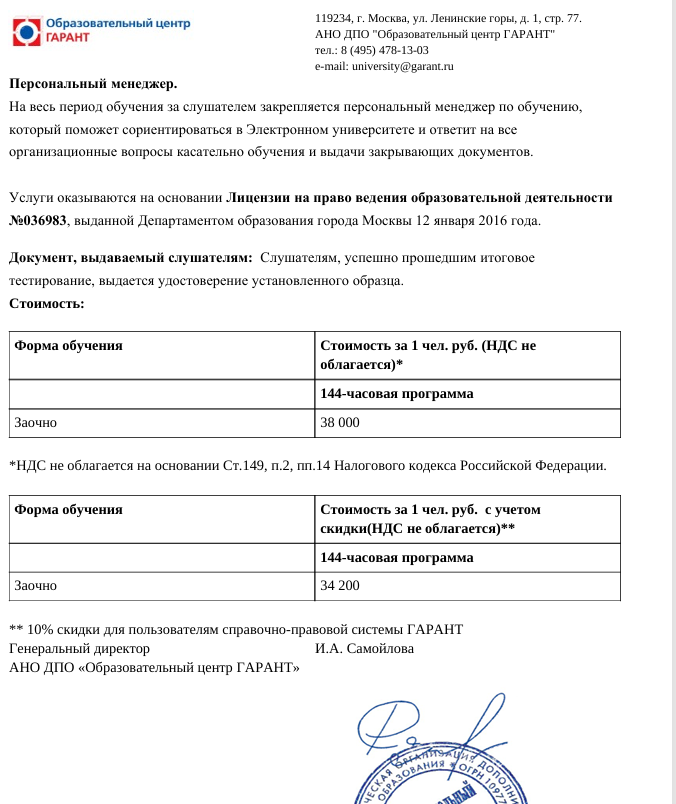 Образовательный центр
ГАРАНТ
119234, г. Москва, ул. Ленинские горы, д. 1, стр. 77.
АНО ДПО "Образовательный центр ГАРАНТ"
тел.: 8 (495) 478-13-03
e-mail: university@garant.ru
Персональный менеджер.
На весь период обучения за слушателем закрепляется персональный менеджер по обучению,
который поможет сориентироваться в Электронном университете и ответит на все
организационные вопросы касательно обучения и выдачи закрывающих документов.
Услуги оказываются на основании Лицензии на право ведения образовательной деятельности
№036983, выданной Департаментом образования города Москвы 12 января 2016 года.
Документ, выдаваемый слушателям: Слушателям, успешно прошедшим итоговое
тестирование, выдается удостоверение установленного образца.
Стоимость:
Форма обучения
Стоимость за 1 чел. руб. (НДС не
облагается)*
144-часовая программа
Заочно
38 000
*НДС не облагается на основании Ст.149, п.2, пп.14 Налогового кодекса Российской Федерации.
Форма обучения
Стоимость за 1 чел. руб. с учетом
скидки(НДС не облагается)**
144-часовая программа
Заочно
34 200
** 10% скидки для пользователям справочно-правовой системы ГАРАНТ
Генеральный директор И.А. Самойлова
АНО ДПО «Образовательный центр ГАРАНТ»
ОРГАНИЗАЦИЯ
ОБРАЗОВАНИЯ * ОГРН